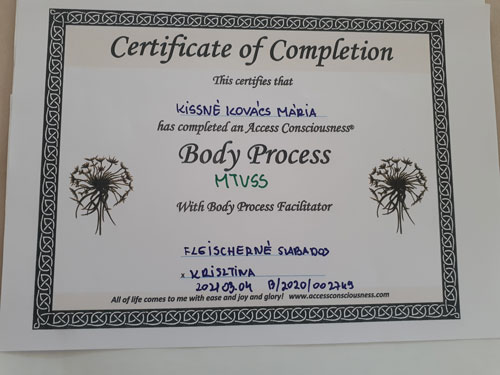 Certificate of Completion
This certifies that
KISSNÉ KOVÁCS MÁRIA
has completed an Access Consciousness®
Body Process
MTVSS
With Body Process Facilitator
FLEISCHERNÉ SZABADOS
x KRISZTINA
2021.09.04 B/2020/002749
All of life comes to me with ease and joy and glory! www.accessconsciousness.com